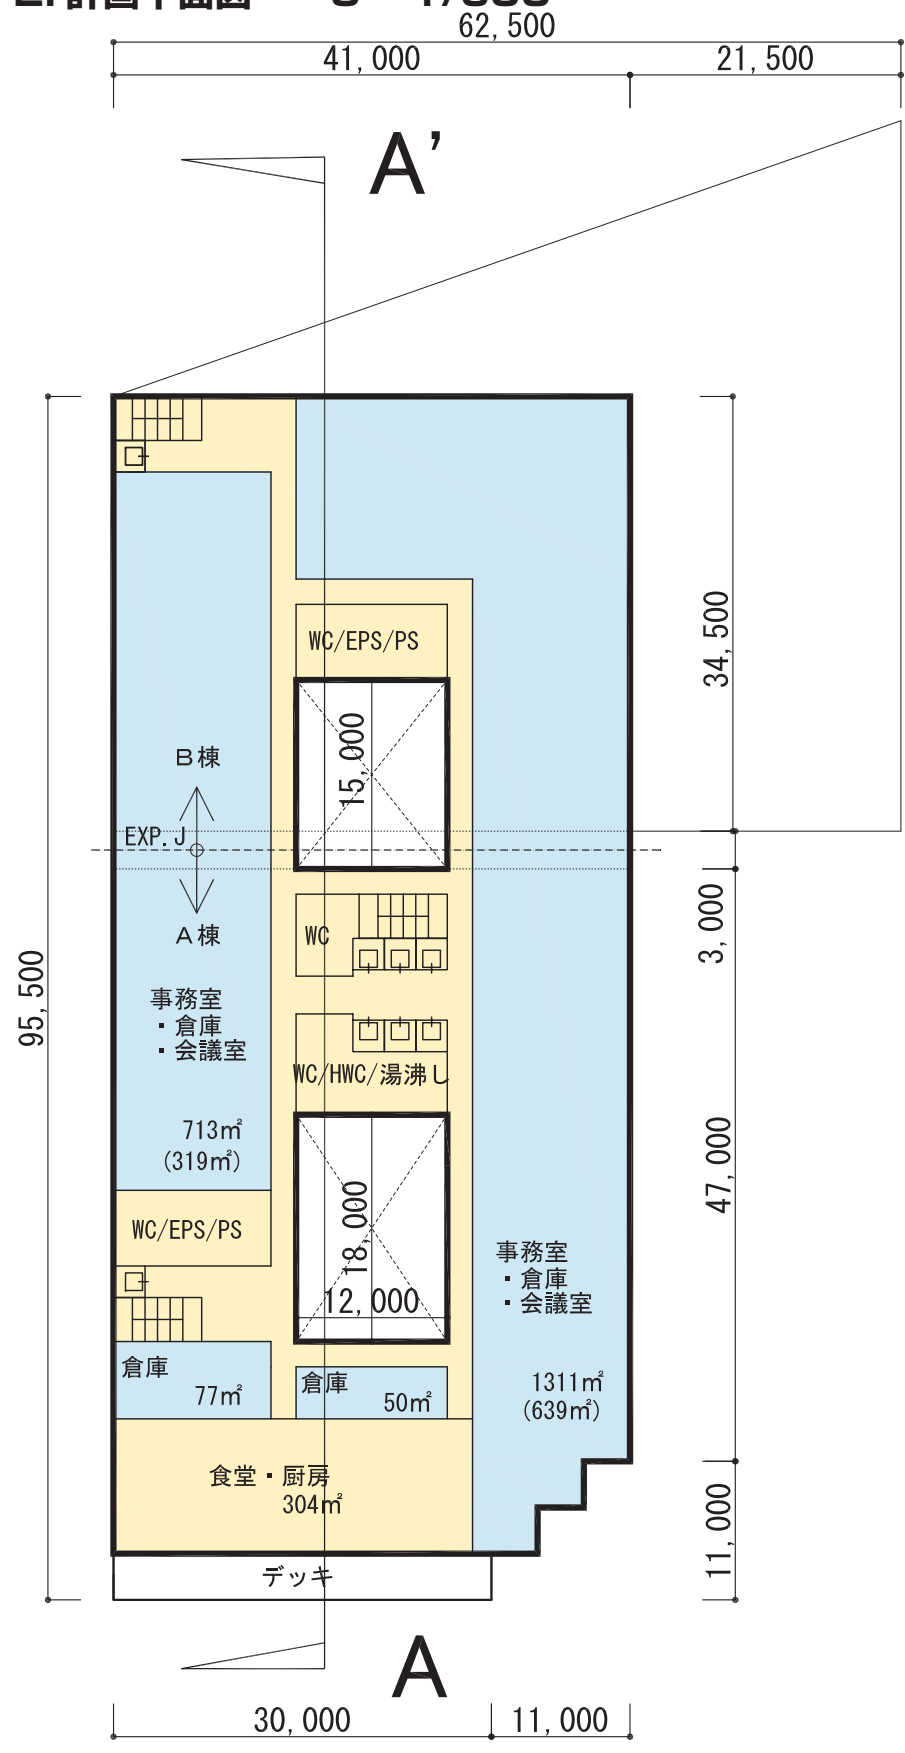 62,500
41,000
21,500
A'
WC/EPS/PS
34,500
15,000
B棟
EXP.J
A棟
WC
3,000
95,500
事務室
・倉庫
・会議室
WC/HWC/湯沸し
713㎡
(319㎡)
47,000
18,000
WC/EPS/PS
事務室
・倉庫
・会議室
12,000
倉庫
77㎡
倉庫
50㎡
1311㎡
(639㎡)
食堂・厨房
304㎡
11,000
デッキ
A
30,000
11,000